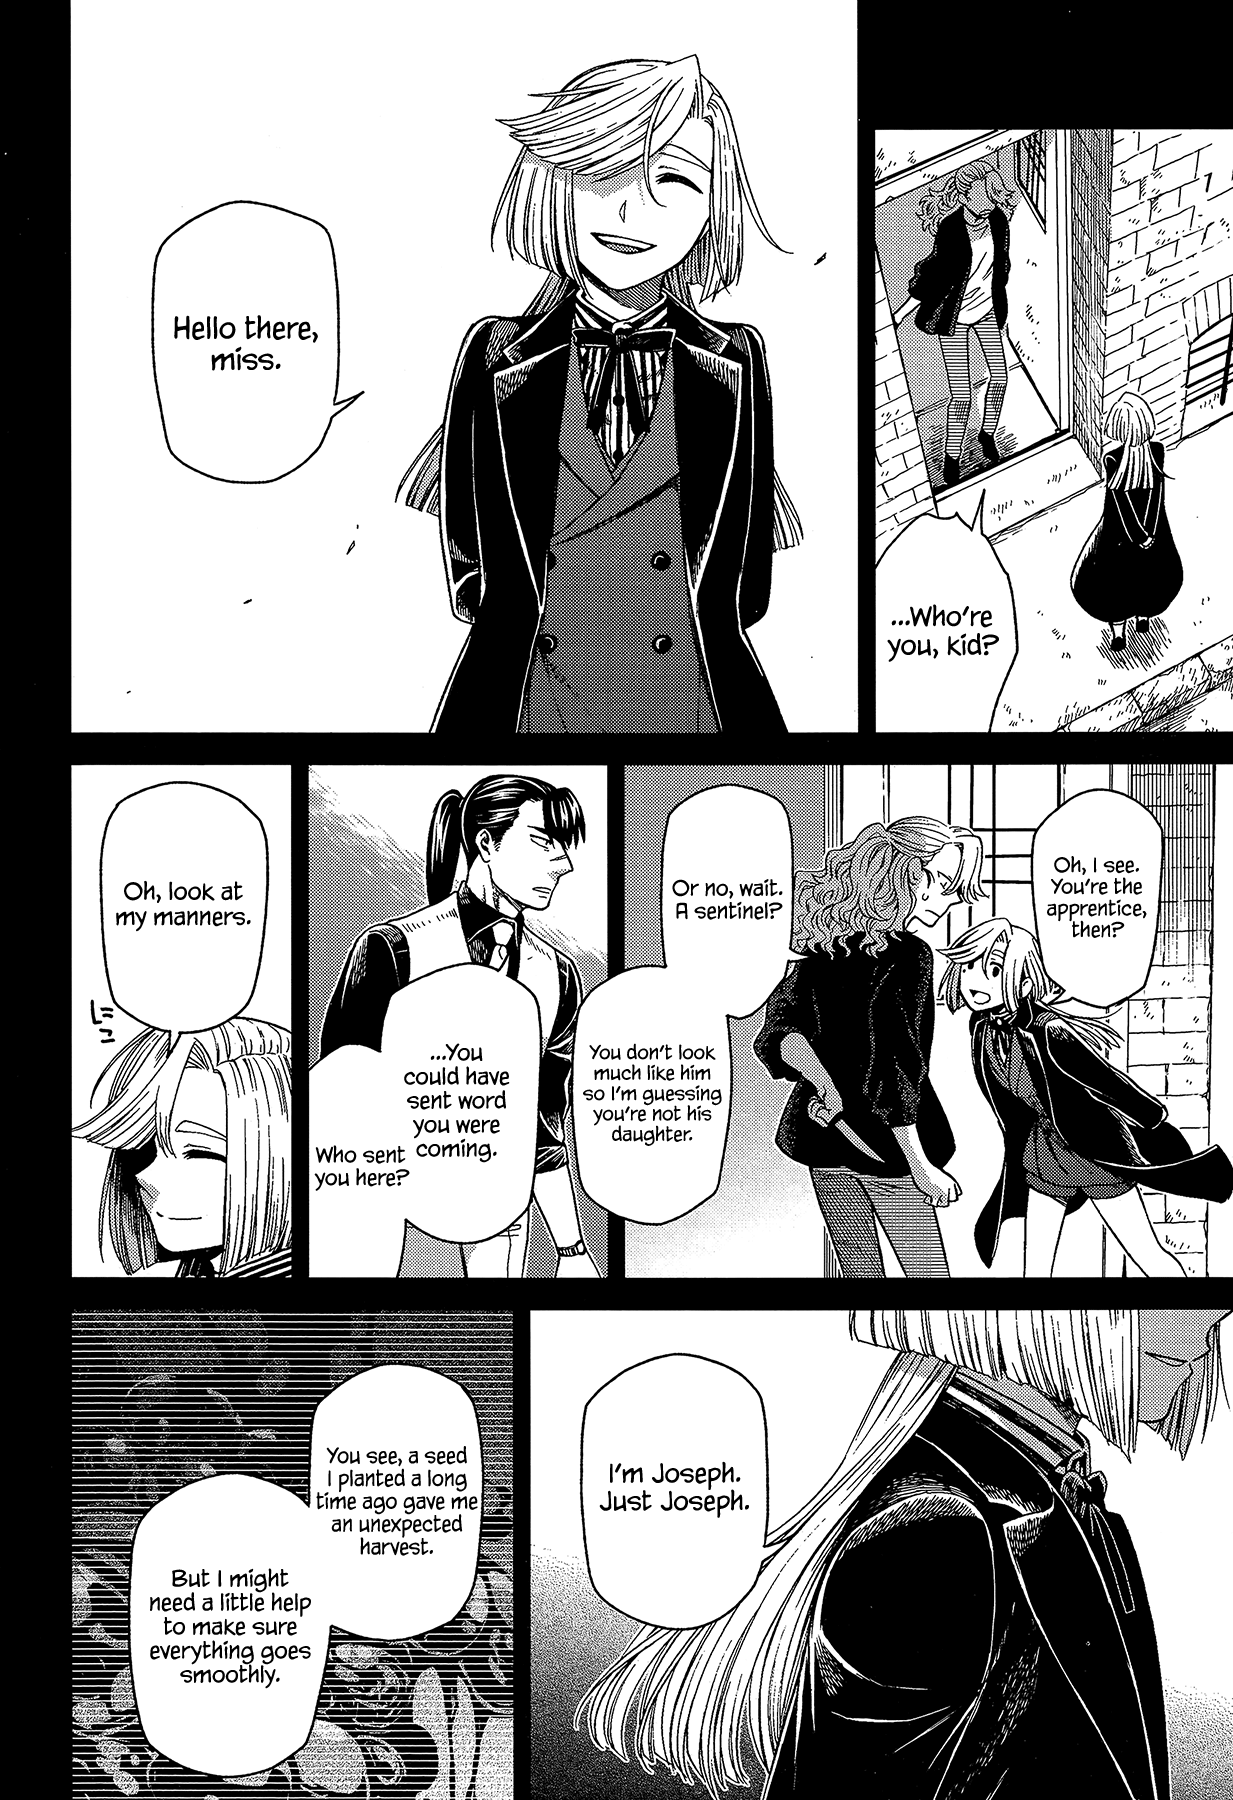 ...Who're
you, kid?
Hello there,
miss.
Oh, I see.
You're the
apprentice,
then?
Or no, wait.
A sentinel?
You don't look
much like him
so I'm guessing
you're not his
daughter.
...You
could have
sent word
you were
coming.
Who sent
you here?
Oh, look at
my manners.
にこ
I'm Joseph.
Just Joseph.
You see, a seed
I planted a long
time ago gave me
an unexpected
harvest.
But I might
need a little help
to make sure
everything goes
smoothly.